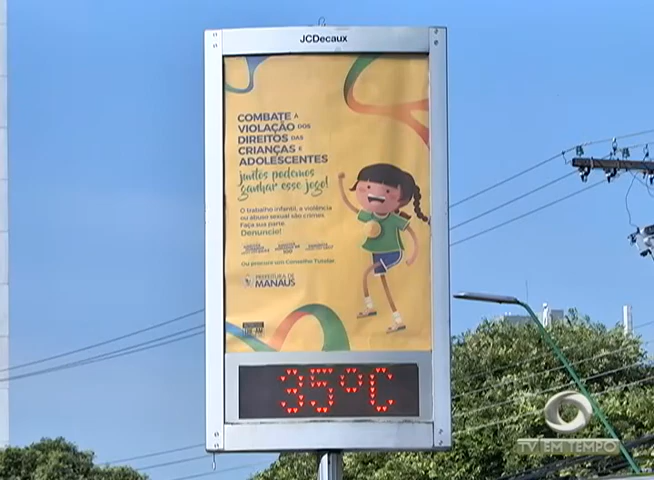 JCDecaux
COMBATE A
VIOLAÇÃO DOS
DIREITOS DAS
CRIANÇAS E
ADOLESCENTES
juntos podemos
ganhar esse jogo!
O trabalho infantil, a violência
ou abuso sexual são crimes.
Faça sua parte.
Denuncie!
Ou procure um Conselho Tutelar.
PREFEITURA DE
MANAUS
35°C
TV EM TEMPO